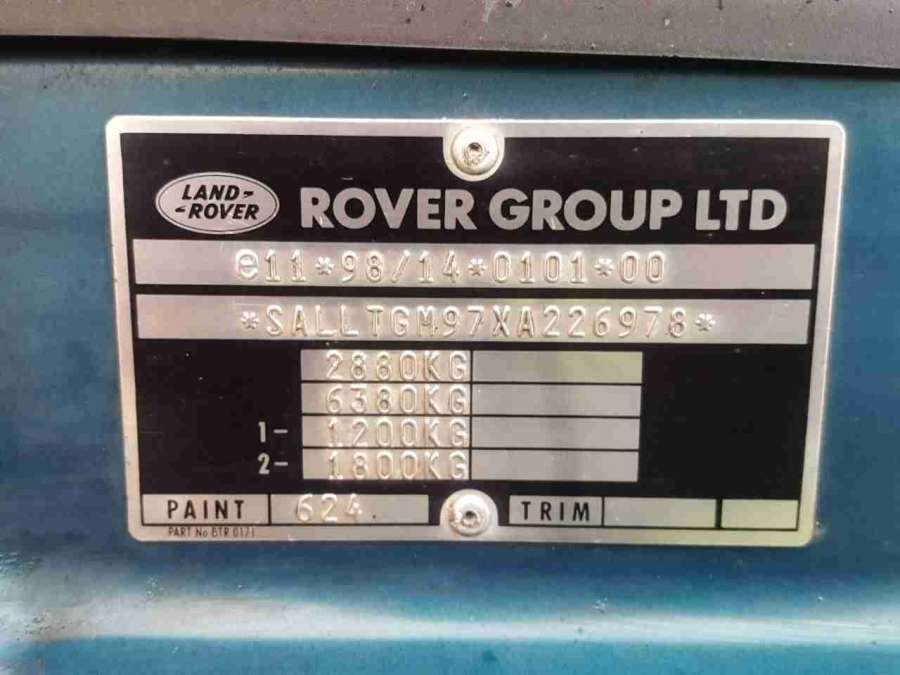 LAND-
-ROVER
ROVER GROUP LTD
e11*98/14*0101*00
*SALLTGM97XA226978*
2880KG
6380KG
1- 1200KG
2- 1800KG
PAINT 624. TRIM
PART No BTR 0171